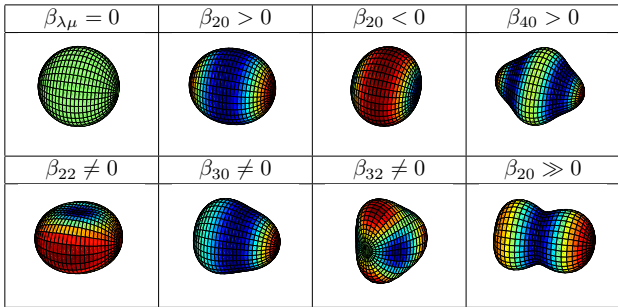 β_{λμ} = 0 β_{20} > 0 β_{20} < 0 β_{40} > 0
β_{22} ≠ 0 β_{30} ≠ 0 β_{32} ≠ 0 β_{20} ≫ 0